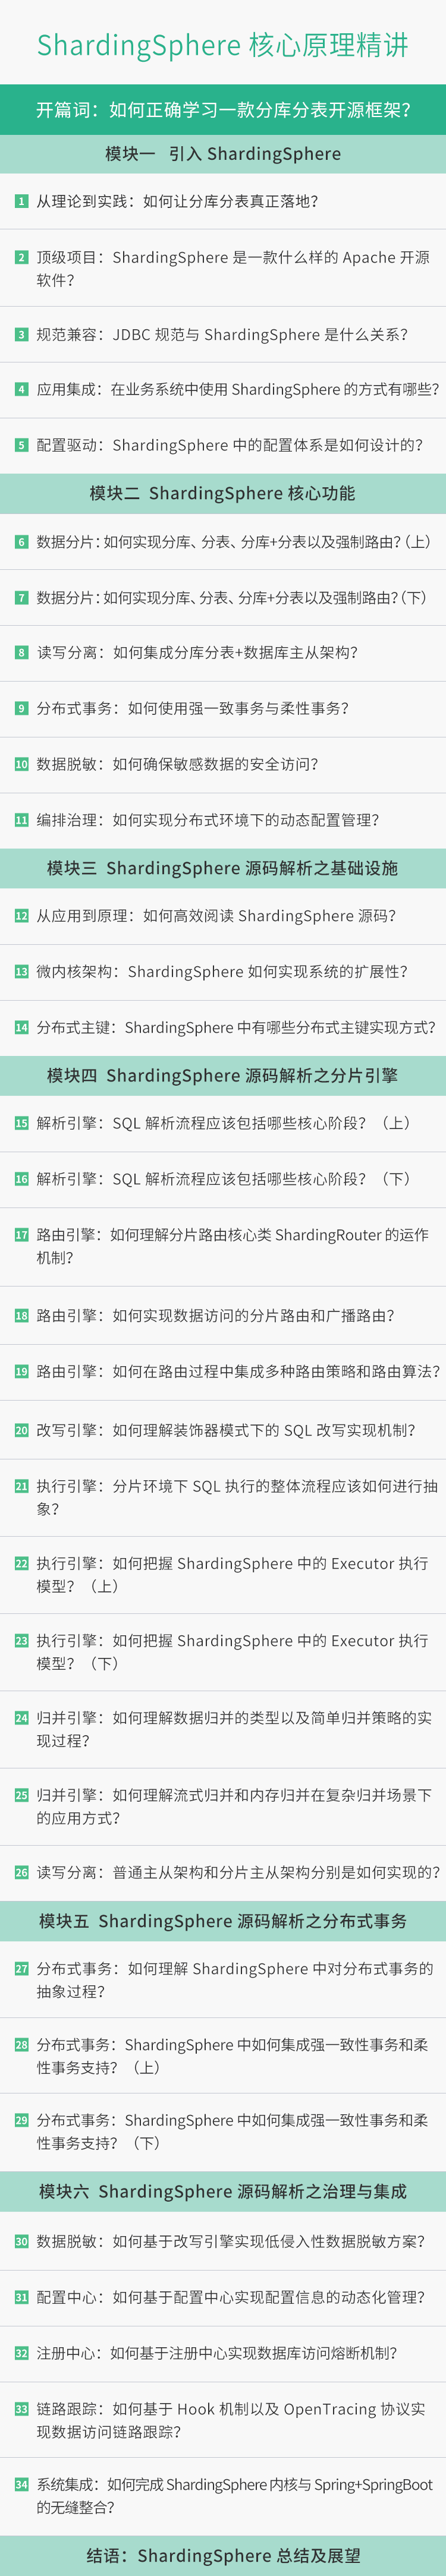 ShardingSphere 核心原理精讲
开篇词：如何正确学习一款分库分表开源框架？
模块一 引入 ShardingSphere
1 从理论到实践：如何让分库分表真正落地？
2 顶级项目：ShardingSphere 是一款什么样的 Apache 开源
软件？
3 规范兼容：JDBC 规范与 ShardingSphere 是什么关系？
4 应用集成：在业务系统中使用 ShardingSphere 的方式有哪些？
5 配置驱动：ShardingSphere 中的配置体系是如何设计的？
模块二 ShardingSphere 核心功能
6 数据分片：如何实现分库、分表、分库+分表以及强制路由？（上）
7 数据分片：如何实现分库、分表、分库+分表以及强制路由？（下）
8 读写分离：如何集成分库分表+数据库主从架构？
9 分布式事务：如何使用强一致事务与柔性事务？
10 数据脱敏：如何确保敏感数据的安全访问？
11 编排治理：如何实现分布式环境下的动态配置管理？
模块三 ShardingSphere 源码解析之基础设施
12 从应用到原理：如何高效阅读 ShardingSphere 源码？
13 微内核架构：ShardingSphere 如何实现系统的扩展性？
14 分布式主键：ShardingSphere 中有哪些分布式主键实现方式？
模块四 ShardingSphere 源码解析之分片引擎
15 解析引擎：SQL 解析流程应该包括哪些核心阶段？（上）
16 解析引擎：SQL 解析流程应该包括哪些核心阶段？（下）
17 路由引擎：如何理解分片路由核心类 ShardingRouter 的运作
机制？
18 路由引擎：如何实现数据访问的分片路由和广播路由？
19 路由引擎：如何在路由过程中集成多种路由策略和路由算法？
20 改写引擎：如何理解装饰器模式下的 SQL 改写实现机制？
21 执行引擎：分片环境下 SQL 执行的整体流程应该如何进行抽
象？
22 执行引擎：如何把握 ShardingSphere 中的 Executor 执行
模型？（上）
23 执行引擎：如何把握 ShardingSphere 中的 Executor 执行
模型？（下）
24 归并引擎：如何理解数据归并的类型以及简单归并策略的实
现过程？
25 归并引擎：如何理解流式归并和内存归并在复杂归并场景下
的应用方式？
26 读写分离：普通主从架构和分片主从架构分别是如何实现的？
模块五 ShardingSphere 源码解析之分布式事务
27 分布式事务：如何理解 ShardingSphere 中对分布式事务的
抽象过程？
28 分布式事务：ShardingSphere 中如何集成强一致性事务和柔
性事务支持？（上）
29 分布式事务：ShardingSphere 中如何集成强一致性事务和柔
性事务支持？（下）
模块六 ShardingSphere 源码解析之治理与集成
30 数据脱敏：如何基于改写引擎实现低侵入性数据脱敏方案？
31 配置中心：如何基于配置中心实现配置信息的动态化管理？
32 注册中心：如何基于注册中心实现数据库访问熔断机制？
33 链路跟踪：如何基于 Hook 机制以及 OpenTracing 协议实
现数据访问链路跟踪？
34 系统集成：如何完成 ShardingSphere 内核与 Spring+SpringBoot
的无缝整合？
结语：ShardingSphere 总结及展望